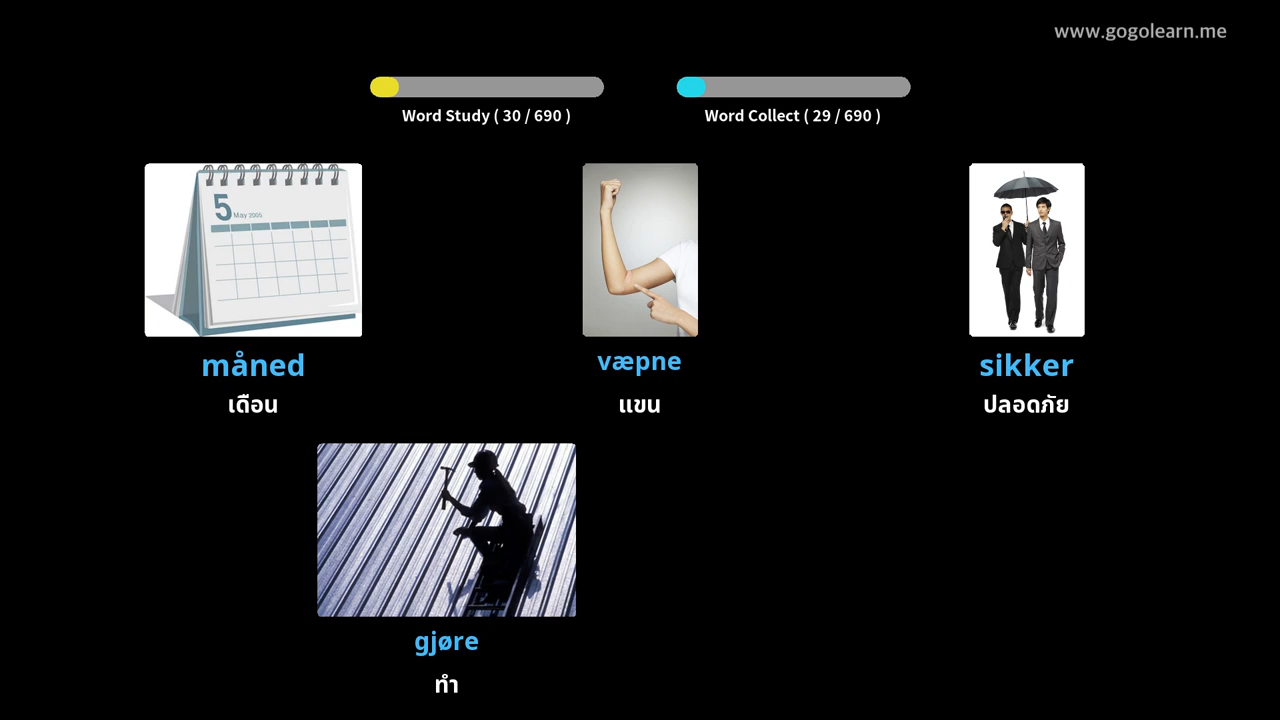 www.gogolearn.me
Word Study ( 30 / 690 )
Word Collect ( 29 / 690 )
5 May 2005
måned
væpne
sikker
เดือน
แขน
ปลอดภัย
gjøre
ทำ